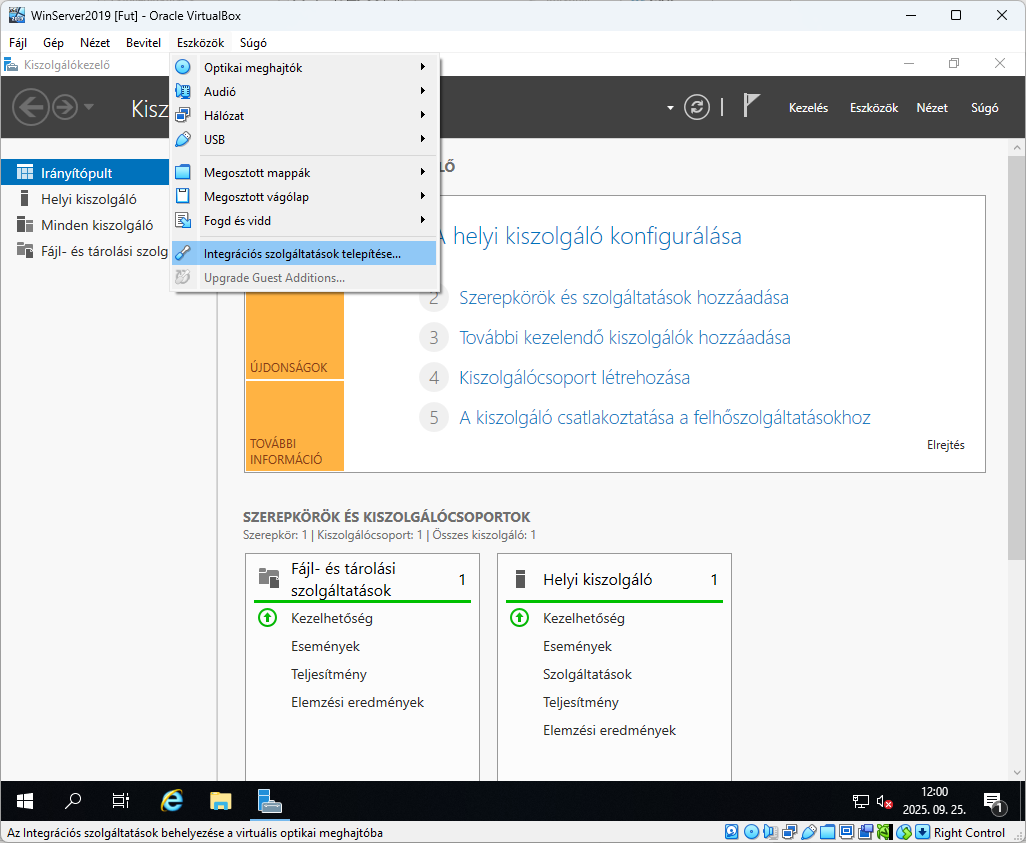 WinServer2019 [Fut] - Oracle VirtualBox
Fájl Gép Nézet Bevitel Eszközök Súgó
Kiszolgálókezelő
Optikai meghajtók
Audió
Hálózat
USB
Megosztott mappák
Megosztott vágólap
Fogd és vidd
Integrációs szolgáltatások telepítése...
Upgrade Guest Additions...
Kezelés Eszközök Nézet Súgó
Irányítópult
Helyi kiszolgáló
Minden kiszolgáló
Fájl- és tárolási szolg
A helyi kiszolgáló konfigurálása
2 Szerepkörök és szolgáltatások hozzáadása
3 További kezelendő kiszolgálók hozzáadása
4 Kiszolgálócsoport létrehozása
5 A kiszolgáló csatlakoztatása a felhőszolgáltatásokhoz
ÚJDONSÁGOK
TOVÁBBI
INFORMÁCIÓ
Elrejtés
SZEREPKÖRÖK ÉS KISZOLGÁLÓCSOPORTOK
Szerepkör: 1 | Kiszolgálócsoport: 1 | Összes kiszolgáló: 1
Fájl- és tárolási
szolgáltatások 1
Kezelhetőség
Események
Teljesítmény
Elemzési eredmények
Helyi kiszolgáló 1
Kezelhetőség
Események
Szolgáltatások
Teljesítmény
Elemzési eredmények
12:00
2025. 09. 25.
1
Az Integrációs szolgáltatások behelyezése a virtuális optikai meghajtóba
Right Control